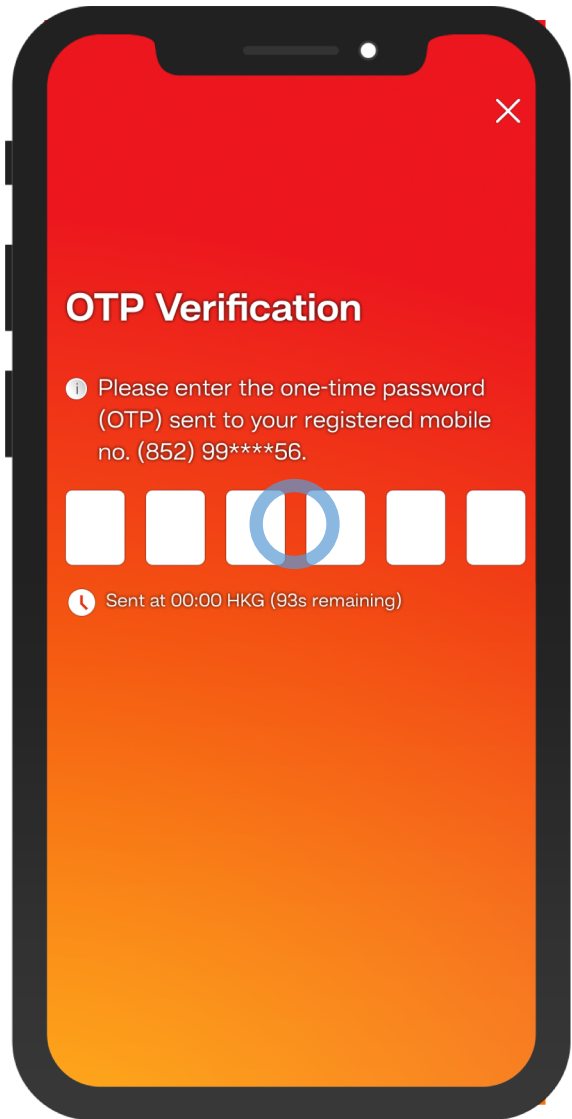 OTP Verification
Please enter the one-time password
(OTP) sent to your registered mobile
no. (852) 99****56.
Sent at 00:00 HKG (93s remaining)